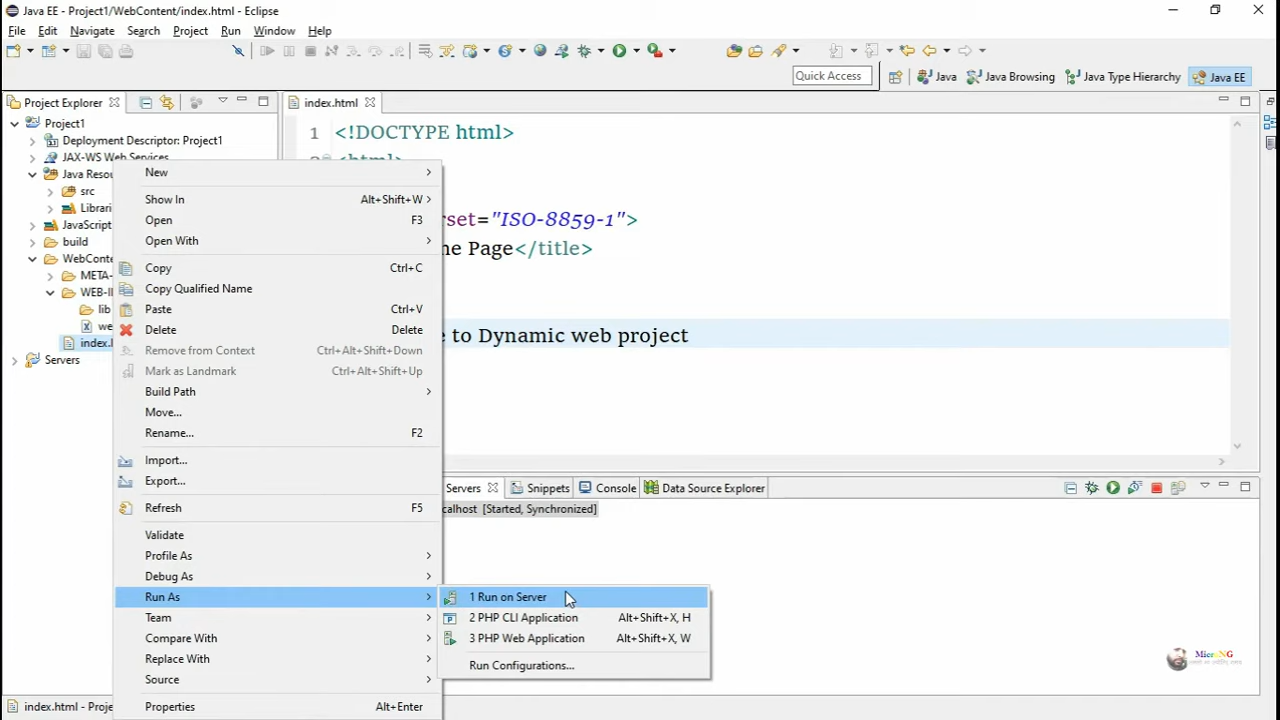 Java EE - Project1/WebContent/index.html - Eclipse
File Edit Navigate Search Project Run Window Help
Quick Access Java Java Browsing Java Type Hierarchy Java EE
Project Explorer
Project1
Deployment Descriptor: Project1
JAX-WS Web Services
Java Resou
src
Librari
JavaScript
build
WebConte
META-
WEB-II
lib
we
index.h
Servers
index.html
1 <!DOCTYPE html>
2 <html>
rset="ISO-8859-1">
ne Page</title>
e to Dynamic web project
New
Show In Alt+Shift+W
Open F3
Open With
Copy Ctrl+C
Copy Qualified Name
Paste Ctrl+V
Delete Delete
Remove from Context Ctrl+Alt+Shift+Down
Mark as Landmark Ctrl+Alt+Shift+Up
Build Path
Move...
Rename... F2
Import...
Export...
Refresh F5
Validate
Profile As
Debug As
Run As
Team
Compare With
Replace With
Source
Properties Alt+Enter
1 Run on Server
2 PHP CLI Application Alt+Shift+X, H
3 PHP Web Application Alt+Shift+X, W
Run Configurations...
Servers Snippets Console Data Source Explorer
calhost [Started, Synchronized]
MicroNG
index.html - Proje